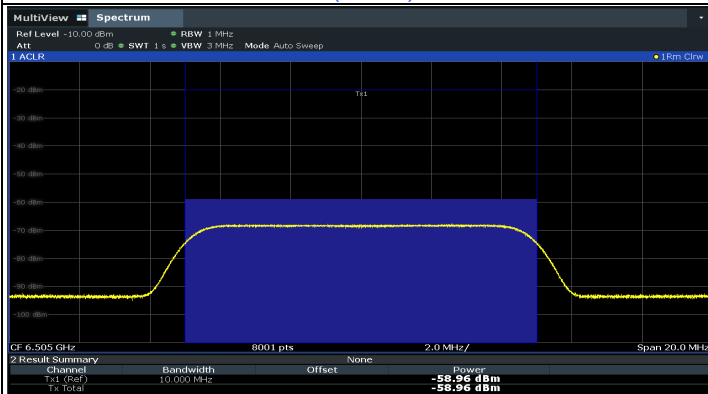 MultiView Spectrum
Ref Level -10.00 dBm RBW 1 MHz
Att 0 dB SWT 1 s VBW 3 MHz Mode Auto Sweep
1 ACLR 1Rm Clrw
Tx1
-20 dBm
-30 dBm
-40 dBm
-50 dBm
-60 dBm
-70 dBm
-80 dBm
-90 dBm
-100 dBm
CF 6.505 GHz 8001 pts 2.0 MHz/ Span 20.0 MHz
2 Result Summary None
Channel Bandwidth Offset Power
Tx1 (Ref) 10.000 MHz -58.96 dBm
Tx Total -58.96 dBm